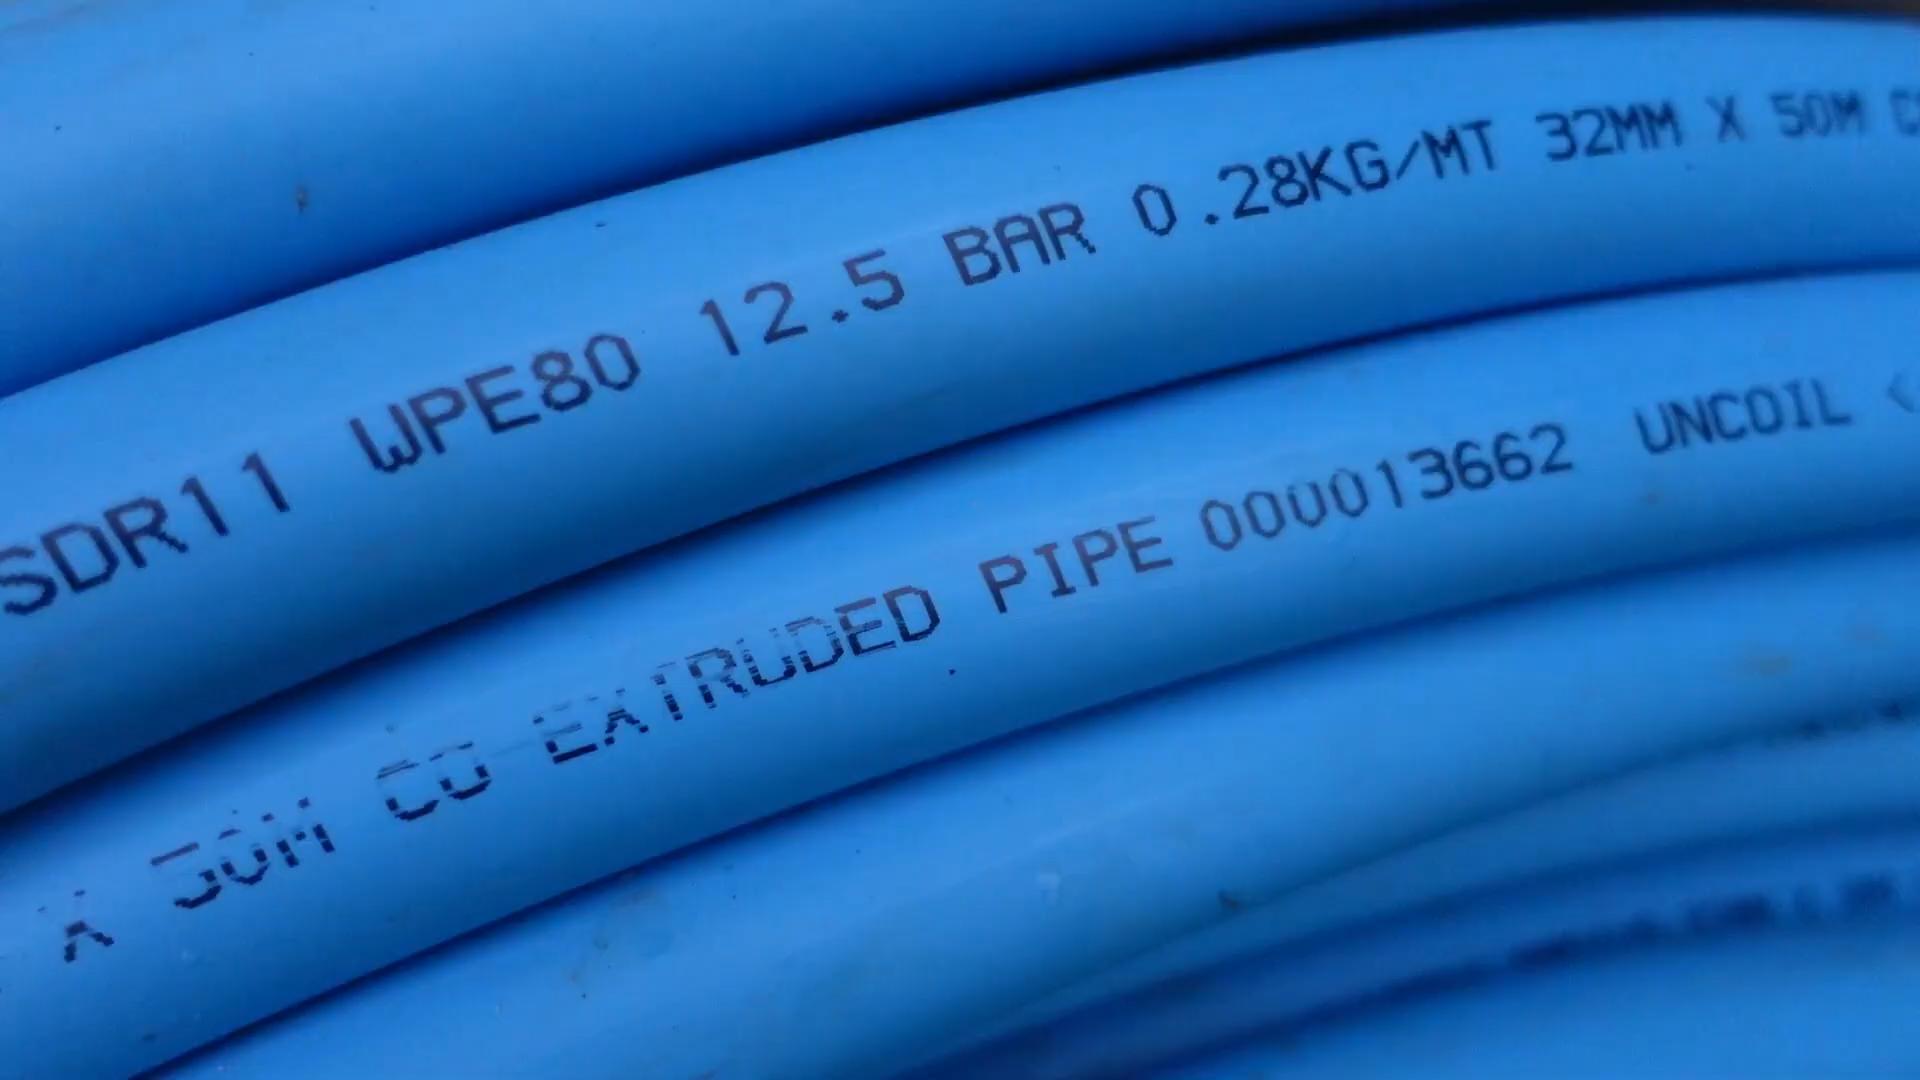 SDR11 WPE80 12.5 BAR 0.28KG/MT 32MM X 50M
X 50M CO-EXTRUDED PIPE 000013662 UNCOIL <